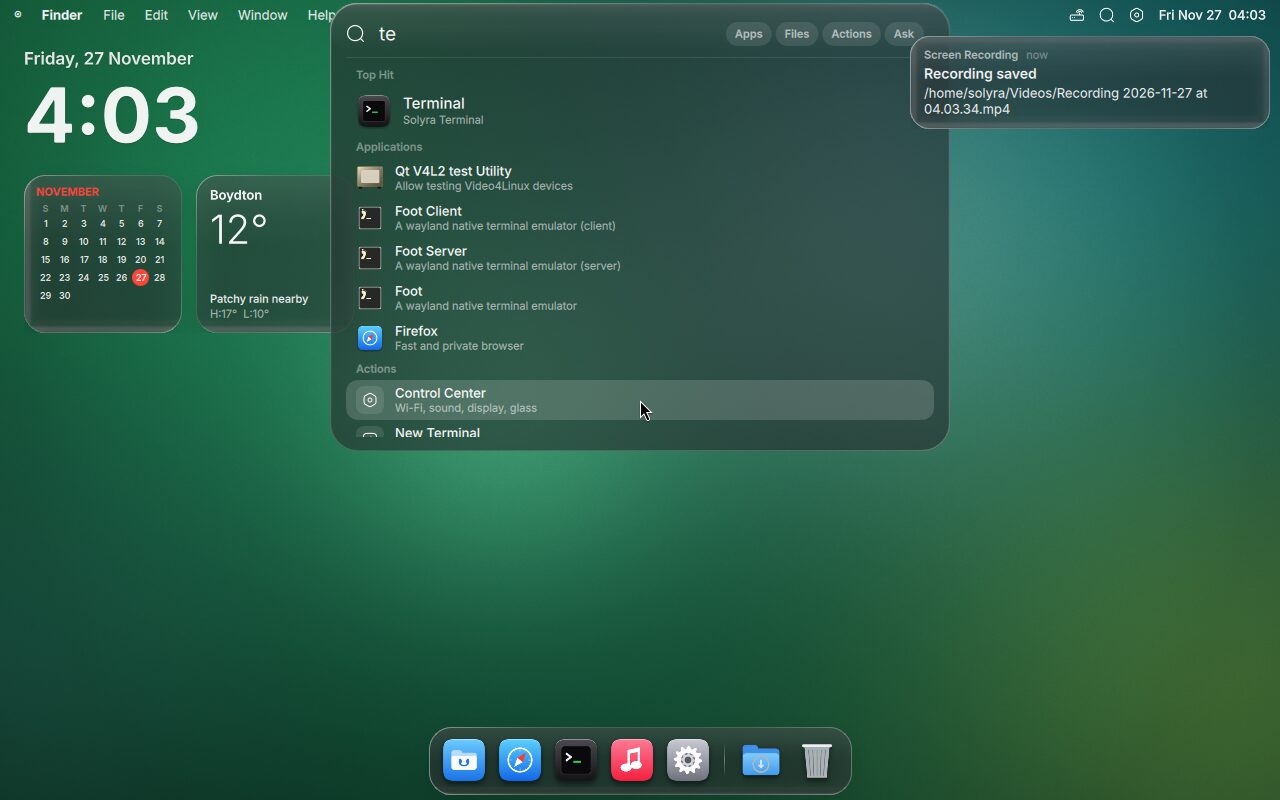 Finder File Edit View Window Help
Fri Nov 27 04:03
te
Apps Files Actions Ask
Friday, 27 November
4:03
NOVEMBER
S M T W T F S
1 2 3 4 5 6 7
8 9 10 11 12 13 14
15 16 17 18 19 20 21
22 23 24 25 26 27 28
29 30
Boydton
12°
Patchy rain nearby
H:17° L:10°
Top Hit
Terminal
Solyra Terminal
Applications
Qt V4L2 test Utility
Allow testing Video4Linux devices
Foot Client
A wayland native terminal emulator (client)
Foot Server
A wayland native terminal emulator (server)
Foot
A wayland native terminal emulator
Firefox
Fast and private browser
Actions
Control Center
Wi-Fi, sound, display, glass
New Terminal
Screen Recording now
Recording saved
/home/solyra/Videos/Recording 2026-11-27 at
04.03.34.mp4